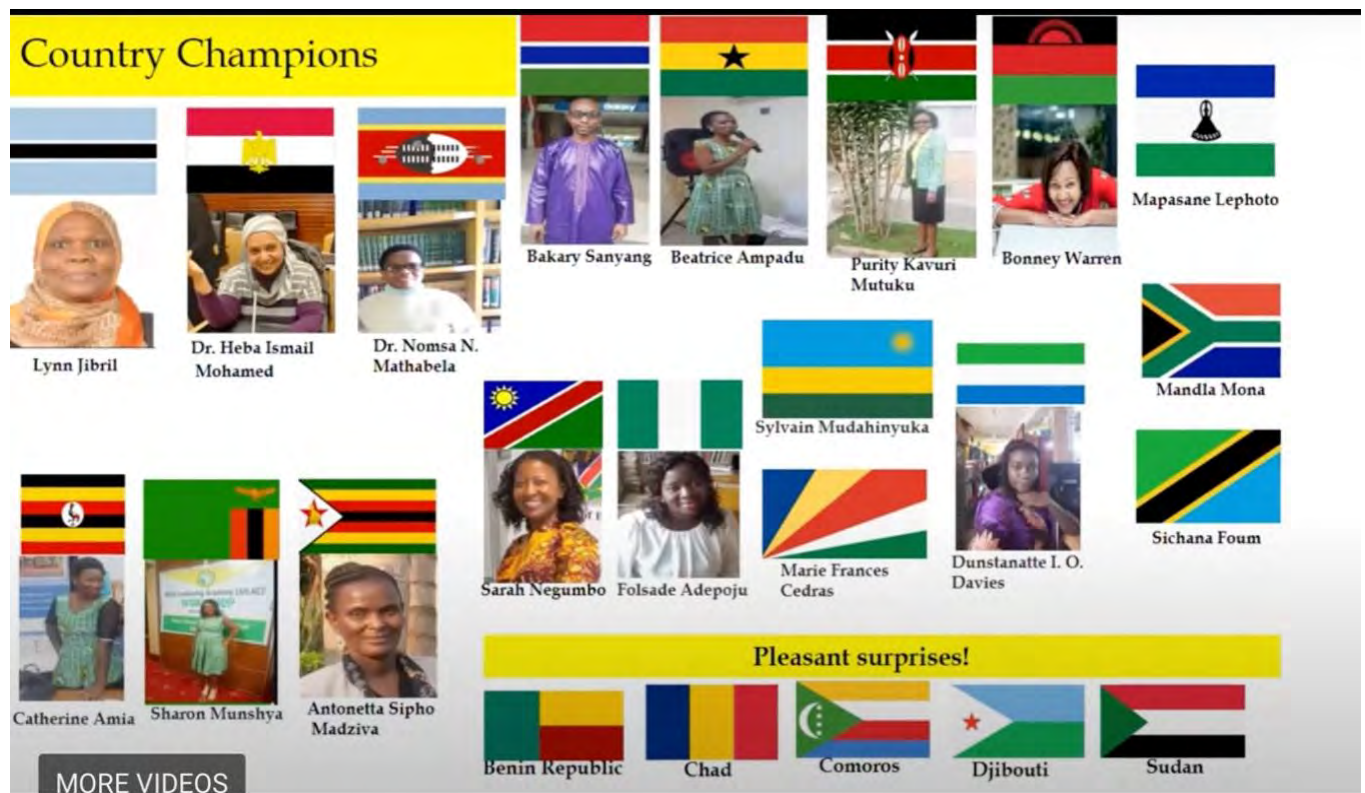 Country Champions
Lynn Jibril
Dr. Heba Ismail
Mohamed
Dr. Nomsa N.
Mathabela
Bakary Sanyang
Beatrice Ampadu
Purity Kavuri
Mutuku
Bonney Warren
Mapasane Lephoto
Mandla Mona
Sylvain Mudahinyuka
Sichana Foum
Sarah Negumbo
Folsade Adepoju
Marie Frances
Cedras
Dunstanatte I. O.
Davies
Catherine Amia
Sharon Munshya
Antonetta Sipho
Madziva
Pleasant surprises!
Benin Republic
Chad
Comoros
Djibouti
Sudan
MORE VIDEOS